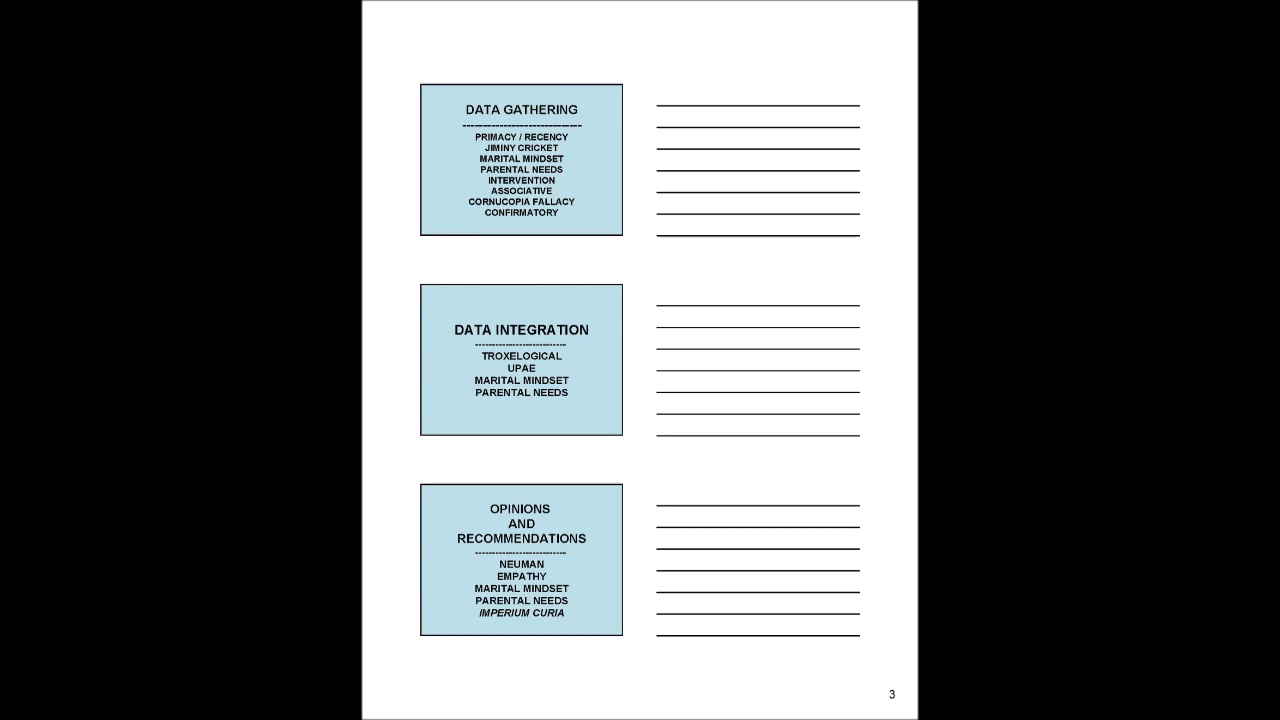 DATA GATHERING
------------------------------
PRIMACY / RECENCY
JIMINY CRICKET
MARITAL MINDSET
PARENTAL NEEDS
INTERVENTION
ASSOCIATIVE
CORNUCOPIA FALLACY
CONFIRMATORY
DATA INTEGRATION
----------------------------
TROXELOGICAL
UPAE
MARITAL MINDSET
PARENTAL NEEDS
OPINIONS
AND
RECOMMENDATIONS
----------------------------
NEUMAN
EMPATHY
MARITAL MINDSET
PARENTAL NEEDS
IMPERIUM CURIA
3